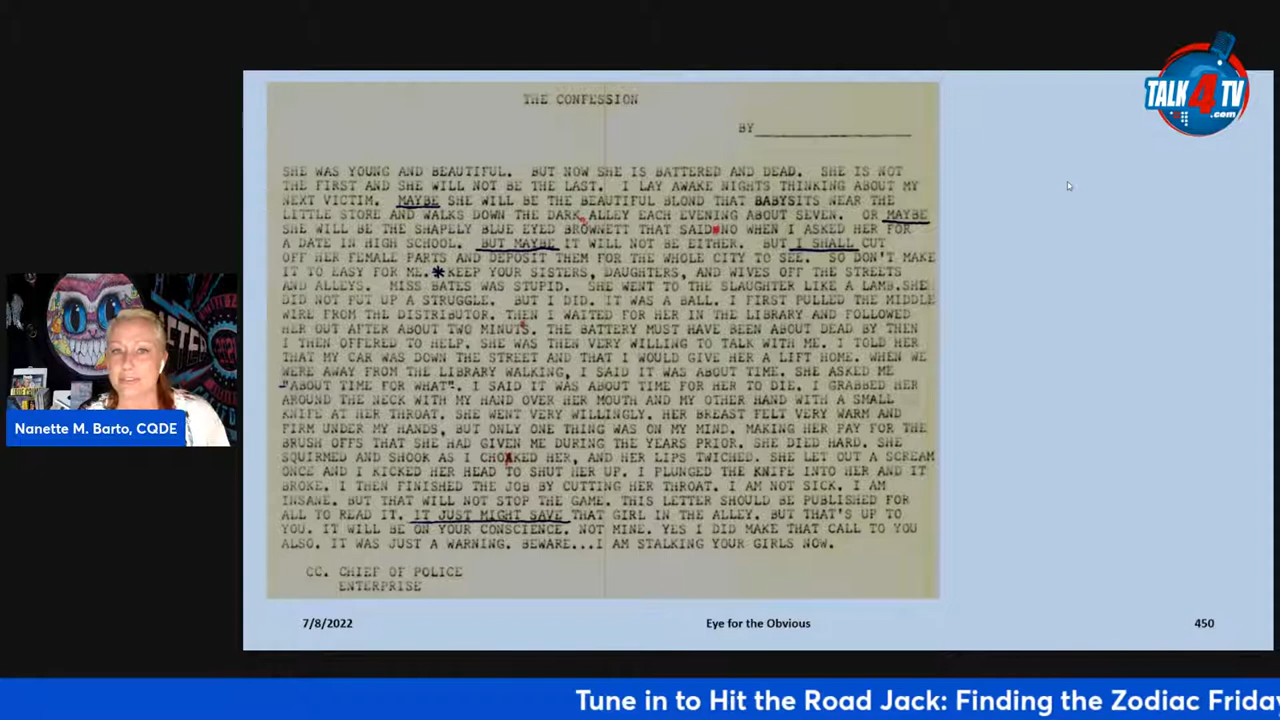 TALK4TV
.com
THE CONFESSION
BY
SHE WAS YOUNG AND BEAUTIFUL. BUT NOW SHE IS BATTERED AND DEAD. SHE IS NOT
THE FIRST AND SHE WILL NOT BE THE LAST. I LAY AWAKE NIGHTS THINKING ABOUT MY
NEXT VICTIM. MAYBE SHE WILL BE THE BEAUTIFUL BLOND THAT BABYSITS NEAR THE
LITTLE STORE AND WALKS DOWN THE DARK ALLEY EACH EVENING ABOUT SEVEN. OR MAYBE
SHE WILL BE THE SHAPELY BLUE EYED BROWNETT THAT SAID NO WHEN I ASKED HER FOR
A DATE IN HIGH SCHOOL. BUT MAYBE IT WILL NOT BE EITHER. BUT I SHALL CUT
OFF HER FEMALE PARTS AND DEPOSIT THEM FOR THE WHOLE CITY TO SEE. SO DON'T MAKE
IT TO EASY FOR ME. *KEEP YOUR SISTERS, DAUGHTERS, AND WIVES OFF THE STREETS
AND ALLEYS. MISS BATES WAS STUPID. SHE WENT TO THE SLAUGHTER LIKE A LAMB.SHE
DID NOT PUT UP A STRUGGLE. BUT I DID. IT WAS A BALL. I FIRST PULLED THE MIDDLE
WIRE FROM THE DISTRIBUTOR. THEN I WAITED FOR HER IN THE LIBRARY AND FOLLOWED
HER OUT AFTER ABOUT TWO MINUTS. THE BATTERY MUST HAVE BEEN ABOUT DEAD BY THEN
I THEN OFFERED TO HELP. SHE WAS THEN VERY WILLING TO TALK WITH ME. I TOLD HER
THAT MY CAR WAS DOWN THE STREET AND THAT I WOULD GIVE HER A LIFT HOME. WHEN WE
WERE AWAY FROM THE LIBRARY WALKING, I SAID IT WAS ABOUT TIME. SHE ASKED ME
"ABOUT TIME FOR WHAT". I SAID IT WAS ABOUT TIME FOR HER TO DIE. I GRABBED HER
AROUND THE NECK WITH MY HAND OVER HER MOUTH AND MY OTHER HAND WITH A SMALL
KNIFE AT HER THROAT. SHE WENT VERY WILLINGLY. HER BREAST FELT VERY WARM AND
FIRM UNDER MY HANDS, BUT ONLY ONE THING WAS ON MY MIND. MAKING HER PAY FOR THE
BRUSH OFFS THAT SHE HAD GIVEN ME DURING THE YEARS PRIOR. SHE DIED HARD. SHE
SQUIRMED AND SHOOK AS I CHOAKED HER, AND HER LIPS TWICHED. SHE LET OUT A SCREAM
ONCE AND I KICKED HER HEAD TO SHUT HER UP. I PLUNGED THE KNIFE INTO HER AND IT
BROKE. I THEN FINISHED THE JOB BY CUTTING HER THROAT. I AM NOT SICK. I AM
INSANE. BUT THAT WILL NOT STOP THE GAME. THIS LETTER SHOULD BE PUBLISHED FOR
ALL TO READ IT. IT JUST MIGHT SAVE THAT GIRL IN THE ALLEY. BUT THAT'S UP TO
YOU. IT WILL BE ON YOUR CONSCIENCE. NOT MINE. YES I DID MAKE THAT CALL TO YOU
ALSO. IT WAS JUST A WARNING. BEWARE...I AM STALKING YOUR GIRLS NOW.
CC. CHIEF OF POLICE
ENTERPRISE
Nanette M. Barto, CQDE
7/8/2022 Eye for the Obvious 450
Tune in to Hit the Road Jack: Finding the Zodiac Friday